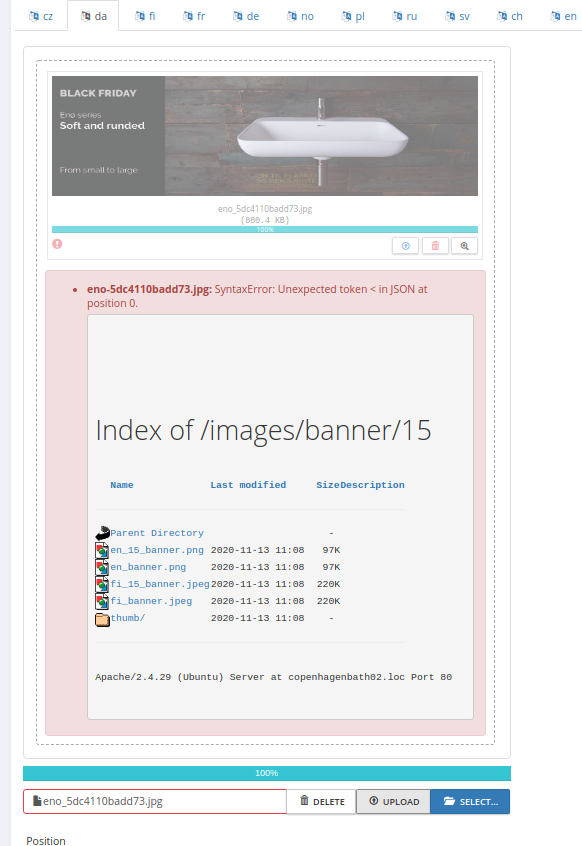 cz da fi fr de no pl ru sv ch en
BLACK FRIDAY
Eno series
Soft and runded
From small to large
eno_5dc4110badd73.jpg
(880.4 KB)
100%
eno-5dc4110badd73.jpg: SyntaxError: Unexpected token < in JSON at
position 0.
Index of /images/banner/15
Name Last modified SizeDescription
Parent Directory -
en_15_banner.png 2020-11-13 11:08 97K
en_banner.png 2020-11-13 11:08 97K
fi_15_banner.jpeg2020-11-13 11:08 220K
fi_banner.jpeg 2020-11-13 11:08 220K
thumb/ 2020-11-13 11:08 -
Apache/2.4.29 (Ubuntu) Server at copenhagenbath02.loc Port 80
100%
eno_5dc4110badd73.jpg DELETE UPLOAD SELECT...
Position